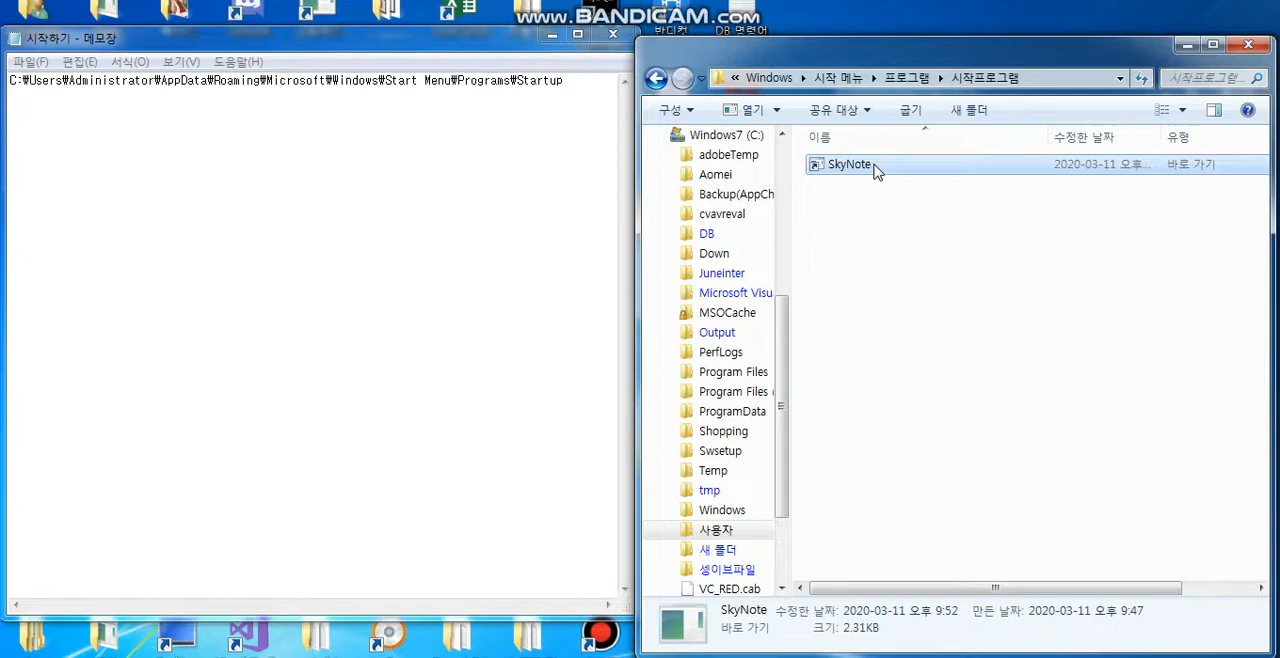 www.BANDICAM.com
바디컷
DB 명령어
시작하기 - 메모장
파일(F) 편집(E) 서식(O) 보기(V) 도움말(H)
C:₩Users₩Administrator₩AppData₩Roaming₩Microsoft₩Windows₩Start Menu₩Programs₩Startup
« Windows 시작 메뉴 프로그램 시작프로그램
시작프로그램...
구성 열기 공유 대상 굽기 새 폴더
이름 수정한 날짜 유형
SkyNote 2020-03-11 오후... 바로 가기
Windows7 (C:)
adobeTemp
Aomei
Backup(AppCh
cvavreval
DB
Down
Juneinter
Microsoft Visu
MSOCache
Output
PerfLogs
Program Files
Program Files (
ProgramData
Shopping
Swsetup
Temp
tmp
Windows
사용자
새 폴더
셍이브파일
VC_RED.cab
SkyNote 수정한 날짜: 2020-03-11 오후 9:52 만든 날짜: 2020-03-11 오후 9:47
바로 가기 크기: 2.31KB